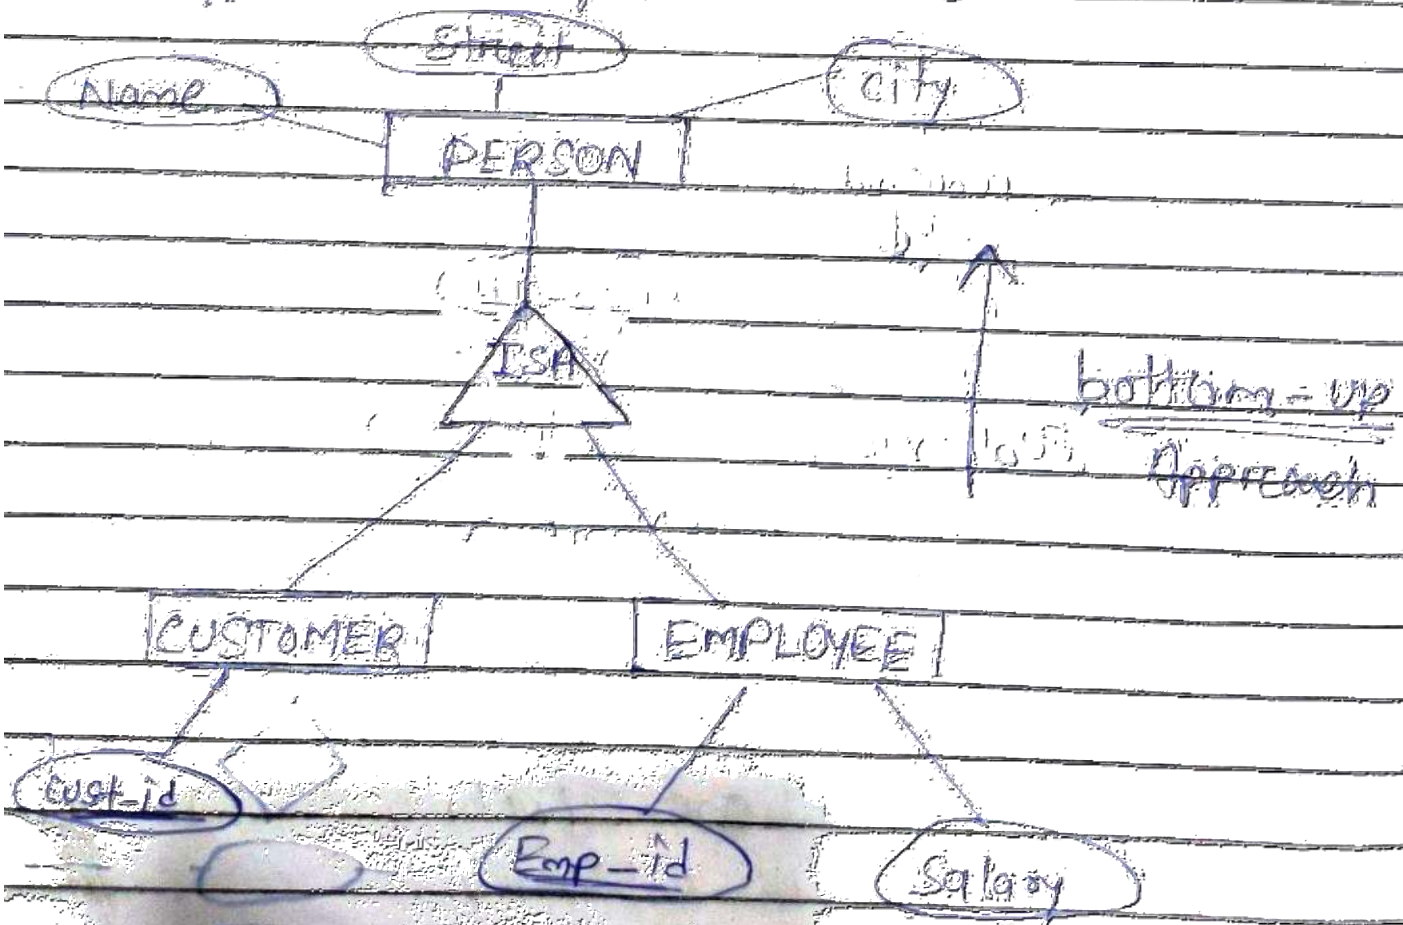 Street
Name
City
PERSON
ISA
bottom-up
Approach
CUSTOMER
EMPLOYEE
Cust_id
Emp_id
Salary